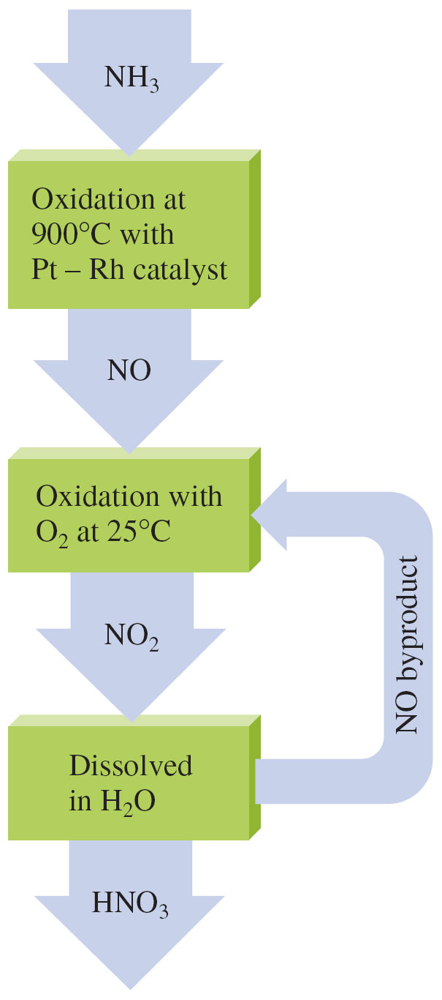 NH₃
Oxidation at
900°C with
Pt – Rh catalyst
NO
Oxidation with
O₂ at 25°C
NO₂
NO byproduct
Dissolved
in H₂O
HNO₃